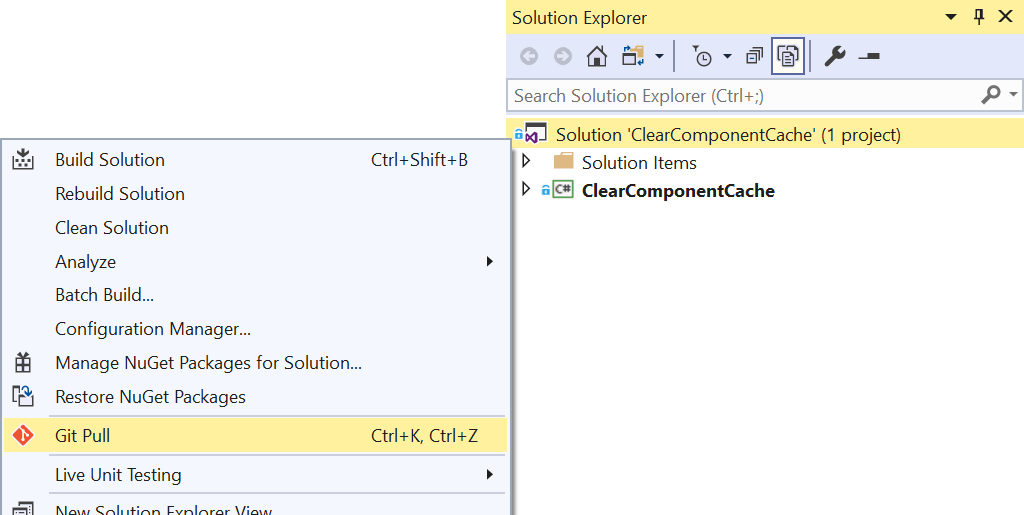 Solution Explorer
Search Solution Explorer (Ctrl+;)
Solution 'ClearComponentCache' (1 project)
Solution Items
C# ClearComponentCache
Build Solution Ctrl+Shift+B
Rebuild Solution
Clean Solution
Analyze
Batch Build...
Configuration Manager...
Manage NuGet Packages for Solution...
Restore NuGet Packages
Git Pull Ctrl+K, Ctrl+Z
Live Unit Testing
New Solution Explorer View